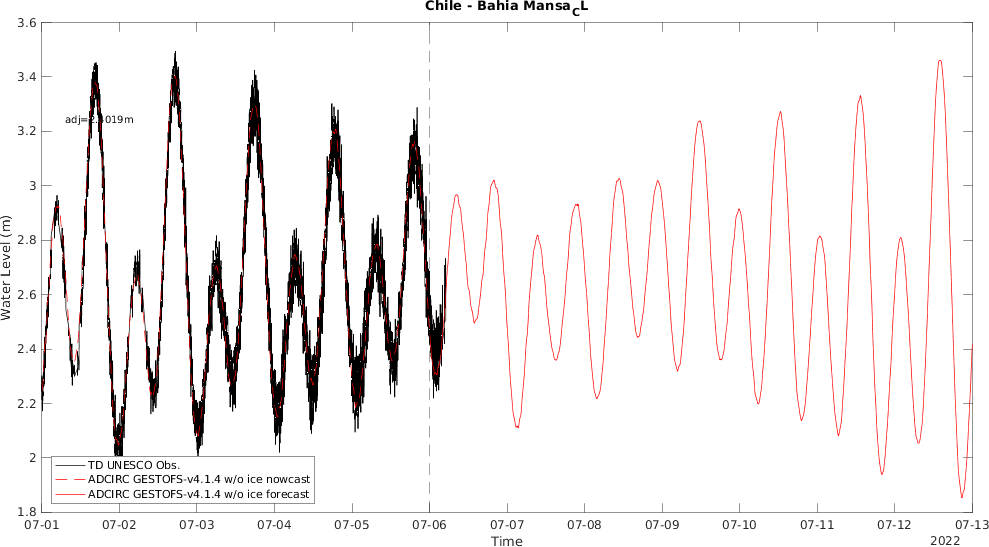 Chile - Bahia Mansa_CL
3.6
3.4
3.2
3
2.8
2.6
2.4
2.2
2
1.8
Water Level (m)
adj=2.4019m
TD UNESCO Obs.
ADCIRC GESTOFS-v4.1.4 w/o ice nowcast
ADCIRC GESTOFS-v4.1.4 w/o ice forecast
07-01 07-02 07-03 07-04 07-05 07-06 07-07 07-08 07-09 07-10 07-11 07-12 07-13
Time
2022